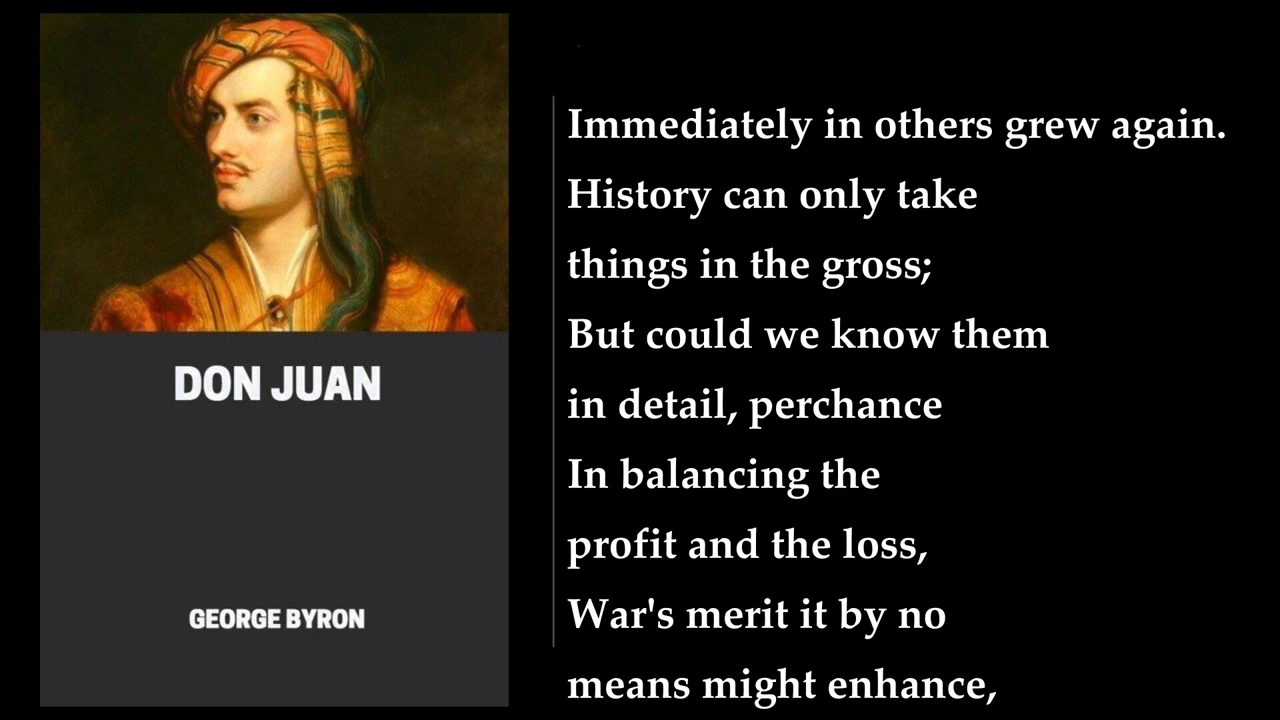 DON JUAN
GEORGE BYRON
Immediately in others grew again.
History can only take
things in the gross;
But could we know them
in detail, perchance
In balancing the
profit and the loss,
War's merit it by no
means might enhance,